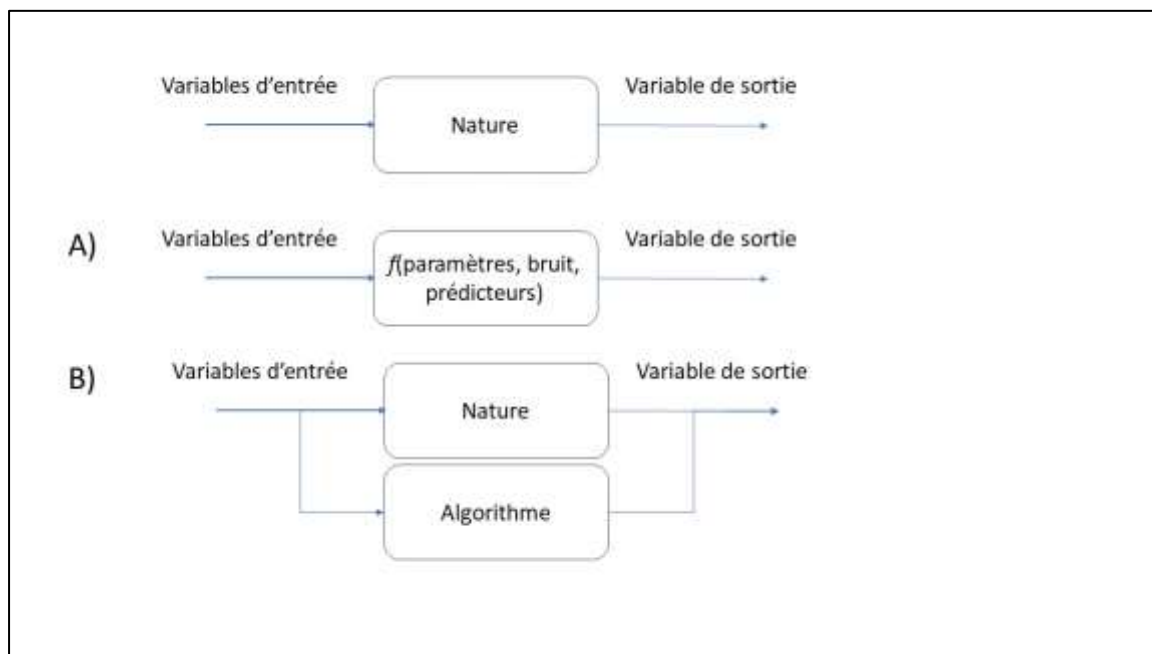 Variables d'entrée
Nature
Variable de sortie
A)
Variables d'entrée
f(paramètres, bruit,
prédicteurs)
Variable de sortie
B)
Variables d'entrée
Nature
Variable de sortie
Algorithme